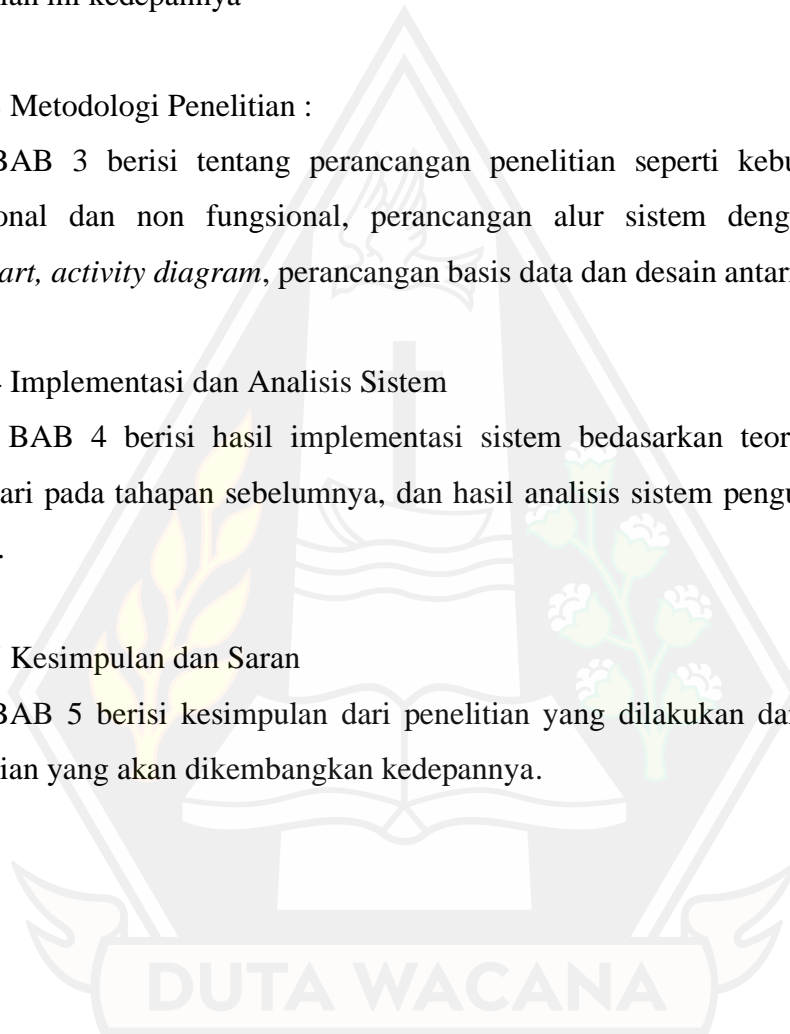 an ini kedepannya
Metodologi Penelitian :
BAB 3 berisi tentang perancangan penelitian seperti kebu
onal dan non fungsional, perancangan alur sistem deng
art, activity diagram, perancangan basis data dan desain antar
Implementasi dan Analisis Sistem
BAB 4 berisi hasil implementasi sistem bedasarkan teor
ari pada tahapan sebelumnya, dan hasil analisis sistem pengu
.
Kesimpulan dan Saran
BAB 5 berisi kesimpulan dari penelitian yang dilakukan da
ian yang akan dikembangkan kedepannya.
DUTA WACANA